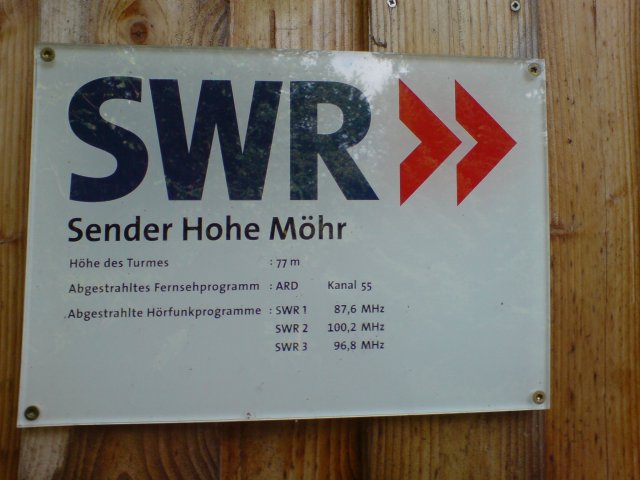 SWR
Sender Hohe Möhr
Höhe des Turmes : 77 m
Abgestrahltes Fernsehprogramm : ARD Kanal 55
Abgestrahlte Hörfunkprogramme : SWR 1 87,6 MHz
SWR 2 100,2 MHz
SWR 3 96,8 MHz